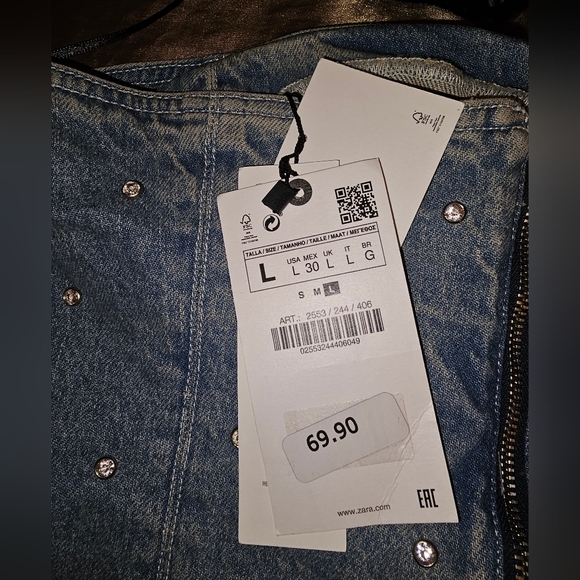 TALLA / SIZE / TAMANHO / TAILLE / MAAT / ΜΕΓΕΘΟΣ
L
USA MEX UK IT BR
L 30 L L G
S M L
ART.: 2553 / 244 / 406
02553244406049
69.90
www.zara.com
EAC